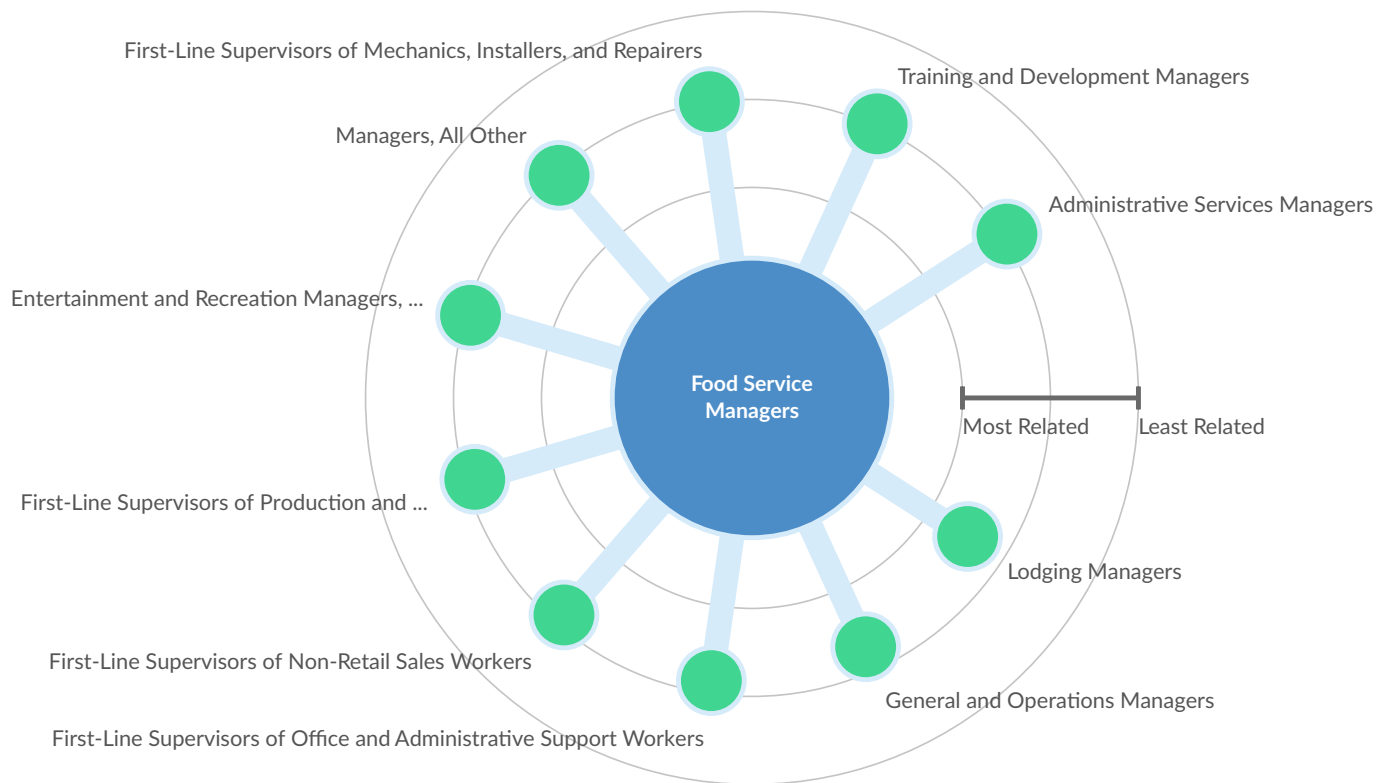 First-Line Supervisors of Mechanics, Installers, and Repairers
Training and Development Managers
Managers, All Other
Administrative Services Managers
Entertainment and Recreation Managers, ...
Food Service
Managers
Most Related
Least Related
First-Line Supervisors of Production and ...
Lodging Managers
First-Line Supervisors of Non-Retail Sales Workers
General and Operations Managers
First-Line Supervisors of Office and Administrative Support Workers